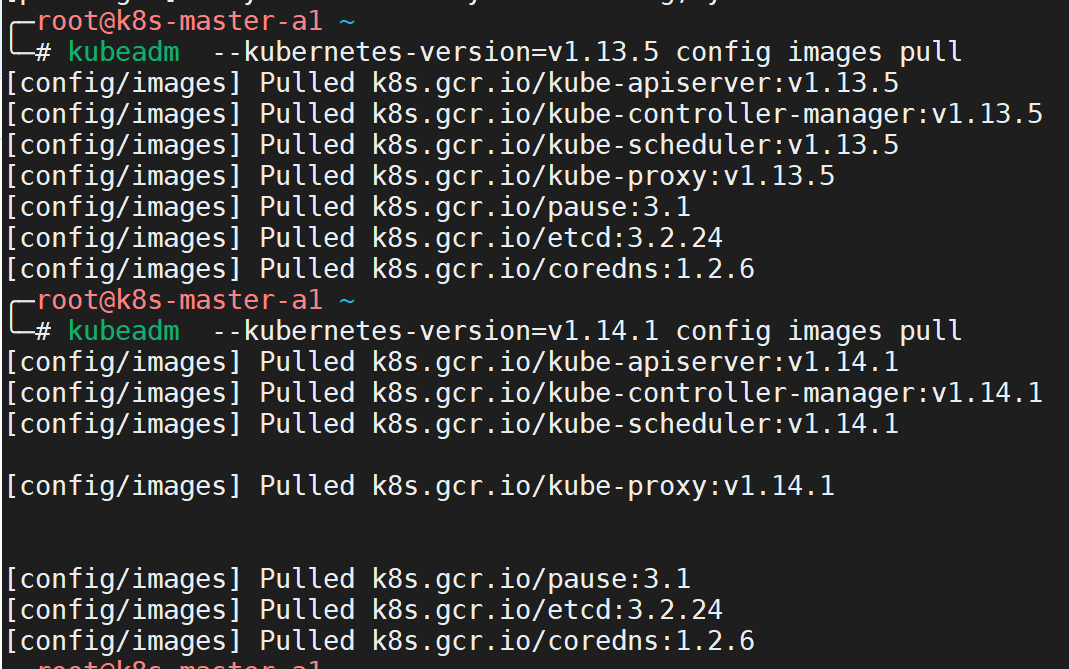 root@k8s-master-a1 ~
# kubeadm  --kubernetes-version=v1.13.5 config images pull
[config/images] Pulled k8s.gcr.io/kube-apiserver:v1.13.5
[config/images] Pulled k8s.gcr.io/kube-controller-manager:v1.13.5
[config/images] Pulled k8s.gcr.io/kube-scheduler:v1.13.5
[config/images] Pulled k8s.gcr.io/kube-proxy:v1.13.5
[config/images] Pulled k8s.gcr.io/pause:3.1
[config/images] Pulled k8s.gcr.io/etcd:3.2.24
[config/images] Pulled k8s.gcr.io/coredns:1.2.6
root@k8s-master-a1 ~
# kubeadm  --kubernetes-version=v1.14.1 config images pull
[config/images] Pulled k8s.gcr.io/kube-apiserver:v1.14.1
[config/images] Pulled k8s.gcr.io/kube-controller-manager:v1.14.1
[config/images] Pulled k8s.gcr.io/kube-scheduler:v1.14.1
[config/images] Pulled k8s.gcr.io/kube-proxy:v1.14.1
[config/images] Pulled k8s.gcr.io/pause:3.1
[config/images] Pulled k8s.gcr.io/etcd:3.2.24
[config/images] Pulled k8s.gcr.io/coredns:1.2.6
root@k8s-master-a1